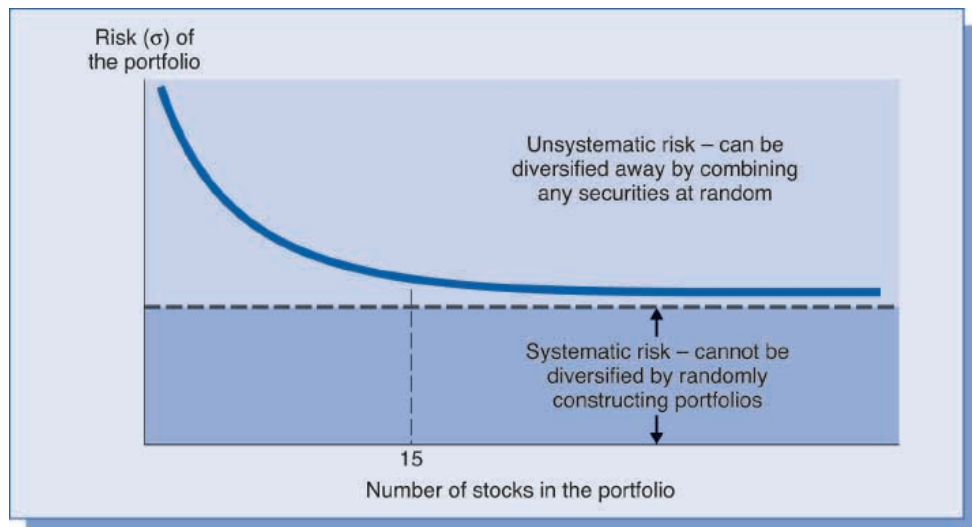 Risk (σ) of
the portfolio
Unsystematic risk – can be
diversified away by combining
any securities at random
Systematic risk – cannot be
diversified by randomly
constructing portfolios
15
Number of stocks in the portfolio